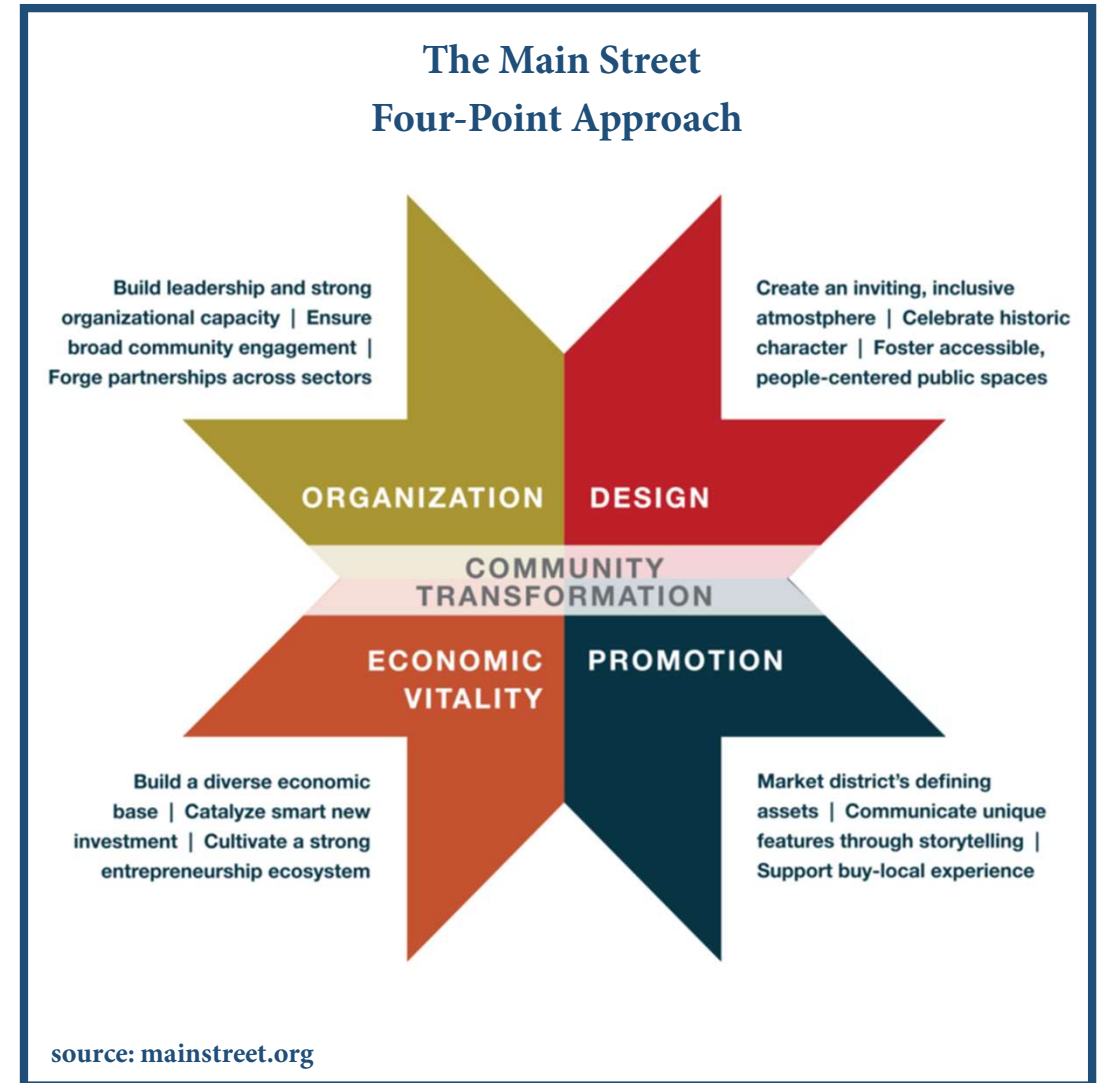 The Main Street
Four-Point Approach
Build leadership and strong
organizational capacity | Ensure
broad community engagement |
Forge partnerships across sectors
Create an inviting, inclusive
atmostphere | Celebrate historic
character | Foster accessible,
people-centered public spaces
ORGANIZATION
DESIGN
COMMUNITY
TRANSFORMATION
ECONOMIC
VITALITY
PROMOTION
Build a diverse economic
base | Catalyze smart new
investment | Cultivate a strong
entrepreneurship ecosystem
Market district's defining
assets | Communicate unique
features through storytelling |
Support buy-local experience
source: mainstreet.org